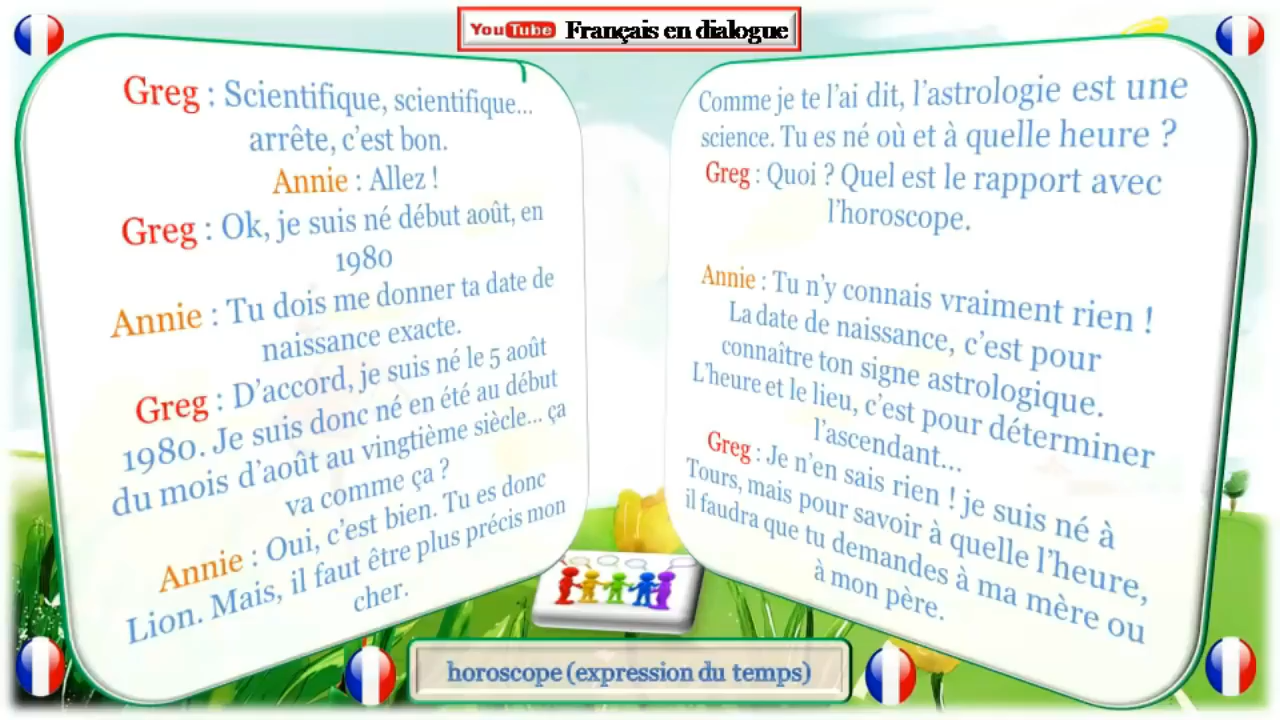 YouTube Français en dialogue
Greg : Scientifique, scientifique...
arrête, c'est bon.
Annie : Allez !
Greg : Ok, je suis né début août, en
1980
Annie : Tu dois me donner ta date de
naissance exacte.
Greg : D'accord, je suis né le 5 août
1980. Je suis donc né en été au début
du mois d'août au vingtième siècle... ça
va comme ça ?
Annie : Oui, c'est bien. Tu es donc
Lion. Mais, il faut être plus précis mon
cher.
Comme je te l'ai dit, l'astrologie est une
science. Tu es né où et à quelle heure ?
Greg : Quoi ? Quel est le rapport avec
l'horoscope.
Annie : Tu n'y connais vraiment rien !
La date de naissance, c'est pour
connaître ton signe astrologique.
L'heure et le lieu, c'est pour déterminer
l'ascendant...
Greg : Je n'en sais rien ! je suis né à
Tours, mais pour savoir à quelle l'heure,
il faudra que tu demandes à ma mère ou
à mon père.
horoscope (expression du temps)